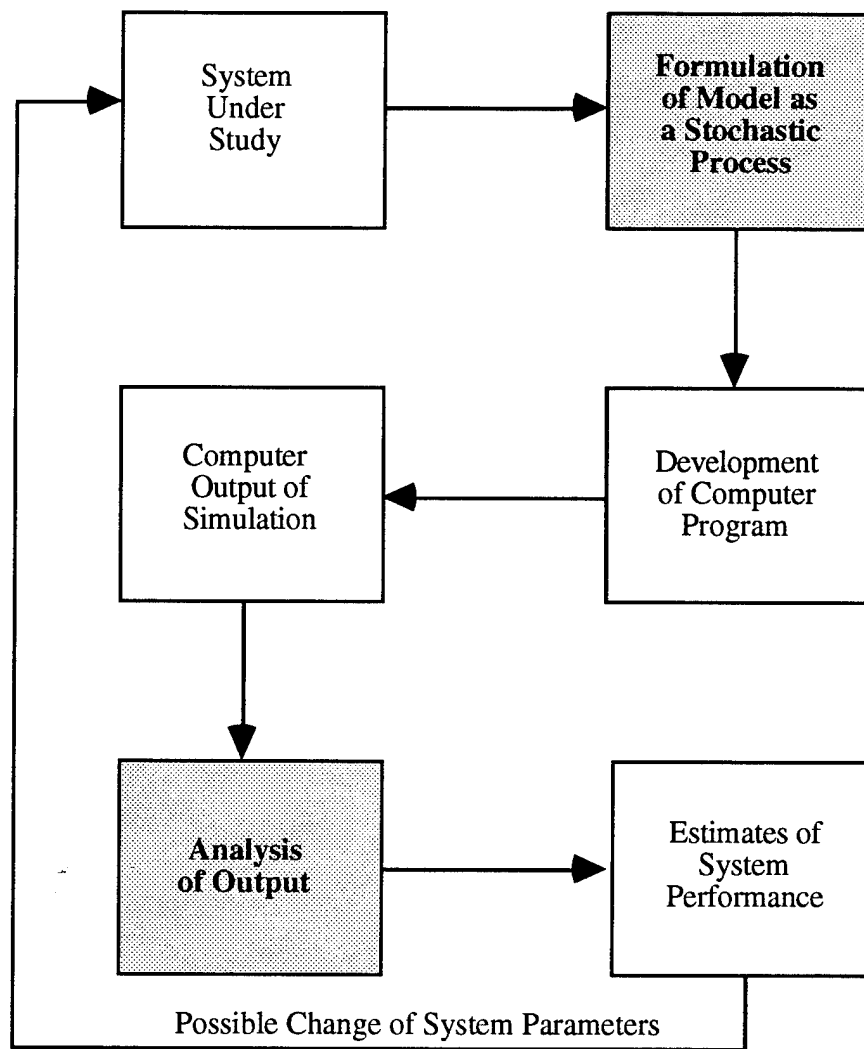 System
Under
Study
Formulation
of Model as
a Stochastic
Process
Development
of Computer
Program
Computer
Output of
Simulation
Analysis
of Output
Estimates of
System
Performance
Possible Change of System Parameters